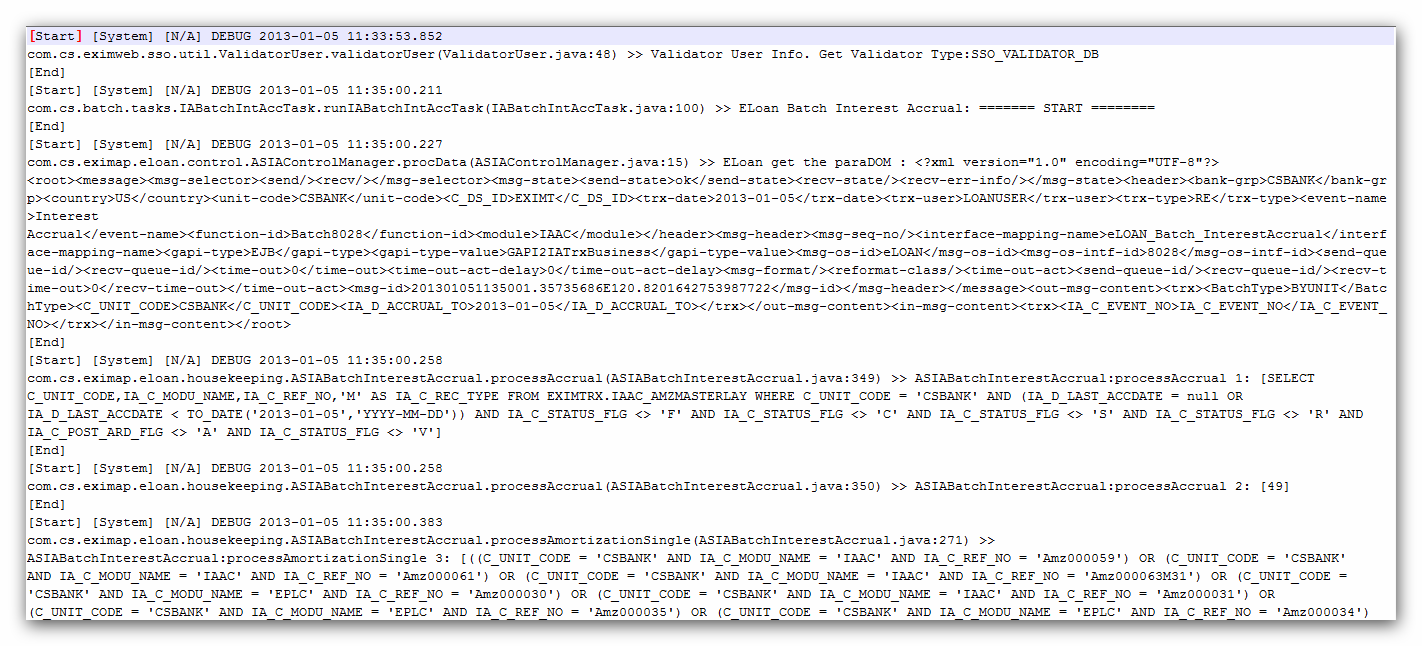 [Start] [System] [N/A] DEBUG 2013-01-05 11:33:53.852
com.cs.eximweb.sso.util.ValidatorUser.validatorUser(ValidatorUser.java:48) >> Validator User Info. Get Validator Type:SSO_VALIDATOR_DB
[End]
[Start] [System] [N/A] DEBUG 2013-01-05 11:35:00.211
com.cs.batch.tasks.IABatchIntAccTask.runIABatchIntAccTask(IABatchIntAccTask.java:100) >> ELoan Batch Interest Accrual: ======= START ========
[End]
[Start] [System] [N/A] DEBUG 2013-01-05 11:35:00.227
com.cs.eximap.eloan.control.ASIAControlManager.procData(ASIAControlManager.java:15) >> ELoan get the paraDOM : <?xml version="1.0" encoding="UTF-8"?>
<root><message><msg-selector><send/><recv/></msg-selector><msg-state><send-state>ok</send-state><recv-state/><recv-err-info/></msg-state><header><bank-grp>CSBANK</bank-gr
p><country>US</country><unit-code>CSBANK</unit-code><C_DS_ID>EXIMT</C_DS_ID><trx-date>2013-01-05</trx-date><trx-user>LOANUSER</trx-user><trx-type>RE</trx-type><event-name
>Interest
Accrual</event-name><function-id>Batch8028</function-id><module>IAAC</module></header><msg-header><msg-seq-no/><interface-mapping-name>eLOAN_Batch_InterestAccrual</interf
ace-mapping-name><gapi-type>EJB</gapi-type><gapi-type-value>GAPI2IATrxBusiness</gapi-type-value><msg-os-id>eLOAN</msg-os-id><msg-os-intf-id>8028</msg-os-intf-id><send-que
ue-id/><recv-queue-id/><time-out>0</time-out><time-out-act-delay>0</time-out-act-delay><msg-format/><reformat-class/><time-out-act><send-queue-id/><recv-queue-id/><recv-t
ime-out>0</recv-time-out></time-out-act><msg-id>201301051135001.35735686E120.8201642753987722</msg-id></msg-header></message><out-msg-content><trx><BatchType>BYUNIT</Batc
hType><C_UNIT_CODE>CSBANK</C_UNIT_CODE><IA_D_ACCRUAL_TO>2013-01-05</IA_D_ACCRUAL_TO></trx></out-msg-content><in-msg-content><trx><IA_C_EVENT_NO>IA_C_EVENT_NO</IA_C_EVENT_
NO></trx></in-msg-content></root>
[End]
[Start] [System] [N/A] DEBUG 2013-01-05 11:35:00.258
com.cs.eximap.eloan.housekeeping.ASIABatchInterestAccrual.processAccrual(ASIABatchInterestAccrual.java:349) >> ASIABatchInterestAccrual:processAccrual 1: [SELECT
C_UNIT_CODE,IA_C_MODU_NAME,IA_C_REF_NO,'M' AS IA_C_REC_TYPE FROM EXIMTRX.IAAC_AMZMASTERLAY WHERE C_UNIT_CODE = 'CSBANK' AND (IA_D_LAST_ACCDATE = null OR
IA_D_LAST_ACCDATE < TO_DATE('2013-01-05','YYYY-MM-DD')) AND IA_C_STATUS_FLG <> 'F' AND IA_C_STATUS_FLG <> 'C' AND IA_C_STATUS_FLG <> 'S' AND IA_C_STATUS_FLG <> 'R' AND
IA_C_POST_ARD_FLG <> 'A' AND IA_C_STATUS_FLG <> 'V']
[End]
[Start] [System] [N/A] DEBUG 2013-01-05 11:35:00.258
com.cs.eximap.eloan.housekeeping.ASIABatchInterestAccrual.processAccrual(ASIABatchInterestAccrual.java:350) >> ASIABatchInterestAccrual:processAccrual 2: [49]
[End]
[Start] [System] [N/A] DEBUG 2013-01-05 11:35:00.383
com.cs.eximap.eloan.housekeeping.ASIABatchInterestAccrual.processAmortizationSingle(ASIABatchInterestAccrual.java:271) >>
ASIABatchInterestAccrual:processAmortizationSingle 3: [((C_UNIT_CODE = 'CSBANK' AND IA_C_MODU_NAME = 'IAAC' AND IA_C_REF_NO = 'Amz000059') OR (C_UNIT_CODE = 'CSBANK'
AND IA_C_MODU_NAME = 'IAAC' AND IA_C_REF_NO = 'Amz000061') OR (C_UNIT_CODE = 'CSBANK' AND IA_C_MODU_NAME = 'IAAC' AND IA_C_REF_NO = 'Amz000063M31') OR (C_UNIT_CODE =
'CSBANK' AND IA_C_MODU_NAME = 'EPLC' AND IA_C_REF_NO = 'Amz000030') OR (C_UNIT_CODE = 'CSBANK' AND IA_C_MODU_NAME = 'IAAC' AND IA_C_REF_NO = 'Amz000031') OR
(C_UNIT_CODE = 'CSBANK' AND IA_C_MODU_NAME = 'EPLC' AND IA_C_REF_NO = 'Amz000035') OR (C_UNIT_CODE = 'CSBANK' AND IA_C_MODU_NAME = 'EPLC' AND IA_C_REF_NO = 'Amz000034')